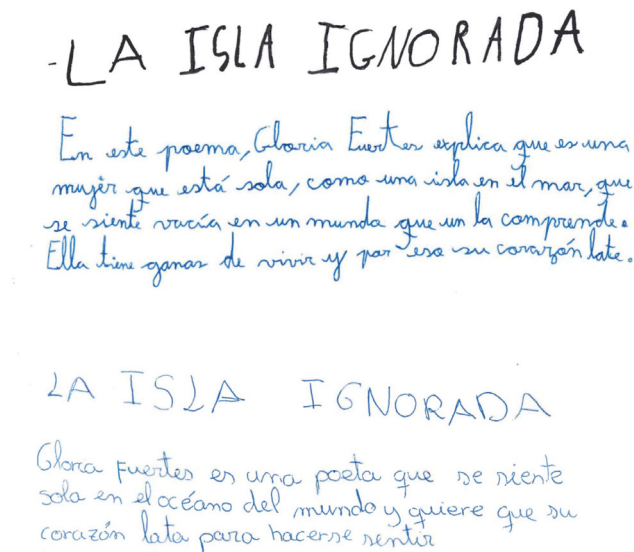 -LA ISLA IGNORADA
En este poema, Gloria Fuertes explica que es una
mujer que está sola, como una isla en el mar, que
se siente vacía en un mundo que un la comprende.
Ella tiene ganas de vivir y por eso su corazón late.
LA ISLA IGNORADA
Gloria Fuertes es una poeta que se siente
sola en el océano del mundo y quiere que su
corazón lata para hacerse sentir